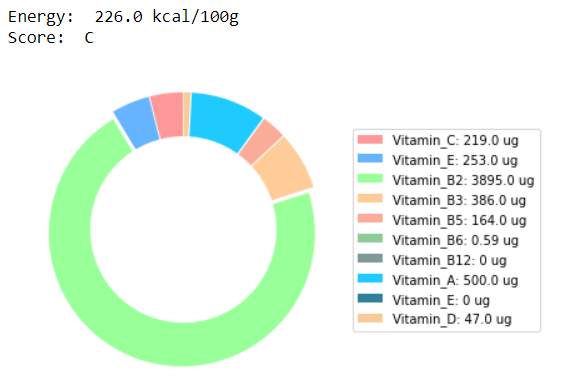 Energy:  226.0 kcal/100g
Score:  C
Vitamin_C: 219.0 ug
Vitamin_E: 253.0 ug
Vitamin_B2: 3895.0 ug
Vitamin_B3: 386.0 ug
Vitamin_B5: 164.0 ug
Vitamin_B6: 0.59 ug
Vitamin_B12: 0 ug
Vitamin_A: 500.0 ug
Vitamin_E: 0 ug
Vitamin_D: 47.0 ug